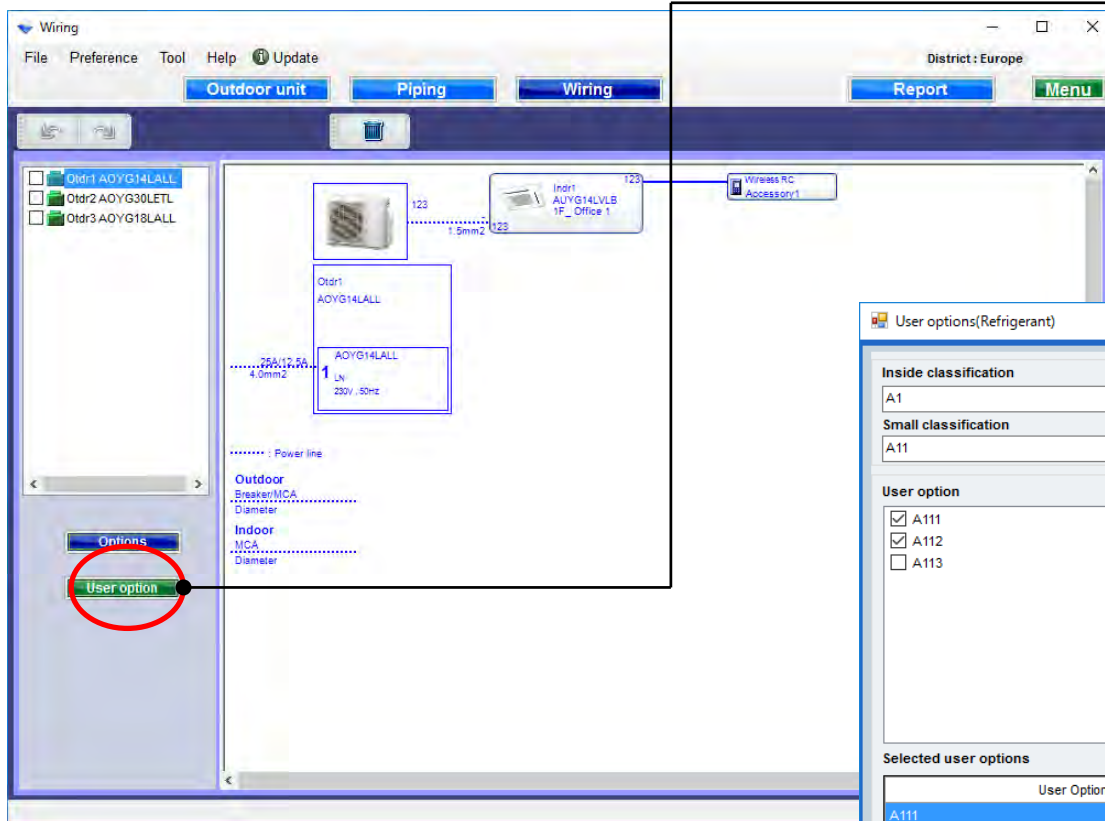 Wiring
File Preference Tool Help Update
District : Europe
Outdoor unit Piping Wiring Report Menu
Otdr1 AOYG14LALL
Otdr2 AOYG30LETL
Otdr3 AOYG18LALL
123
1.5mm2
123
Indr1
AUYG14LVLB
1F_ Office 1
123
Wireless RC
Accessory1
Otdr1
AOYG14LALL
25A/12.5A
4.0mm2
AOYG14LALL
1 LN
230V , 50Hz
: Power line
Outdoor
Breaker/MCA
Diameter
Indoor
MCA
Diameter
Options
User option
User options(Refrigerant)
Inside classification
A1
Small classification
A11
User option
A111
A112
A113
Selected user options
User Option
A111